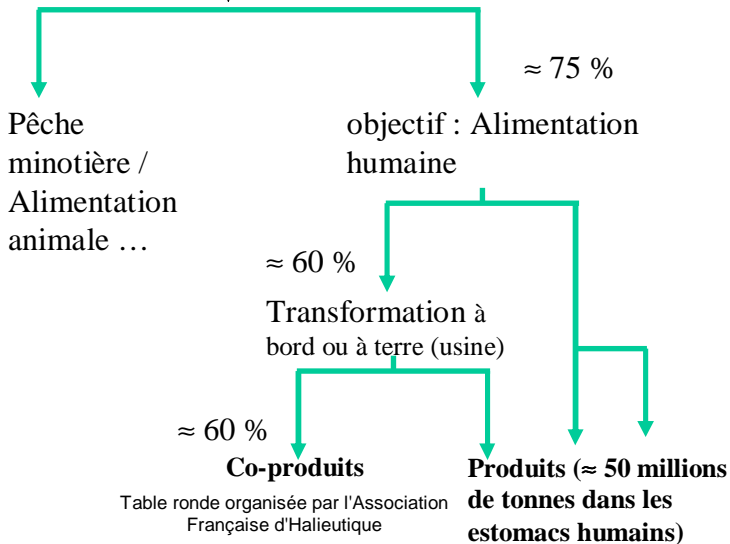 ≈ 75 %
Pêche
minotière /
Alimentation
animale …
objectif : Alimentation
humaine
≈ 60 %
Transformation à
bord ou à terre (usine)
≈ 60 %
Co-produits
Table ronde organisée par l'Association
Française d'Halieutique
Produits (≈ 50 millions
de tonnes dans les
estomacs humains)